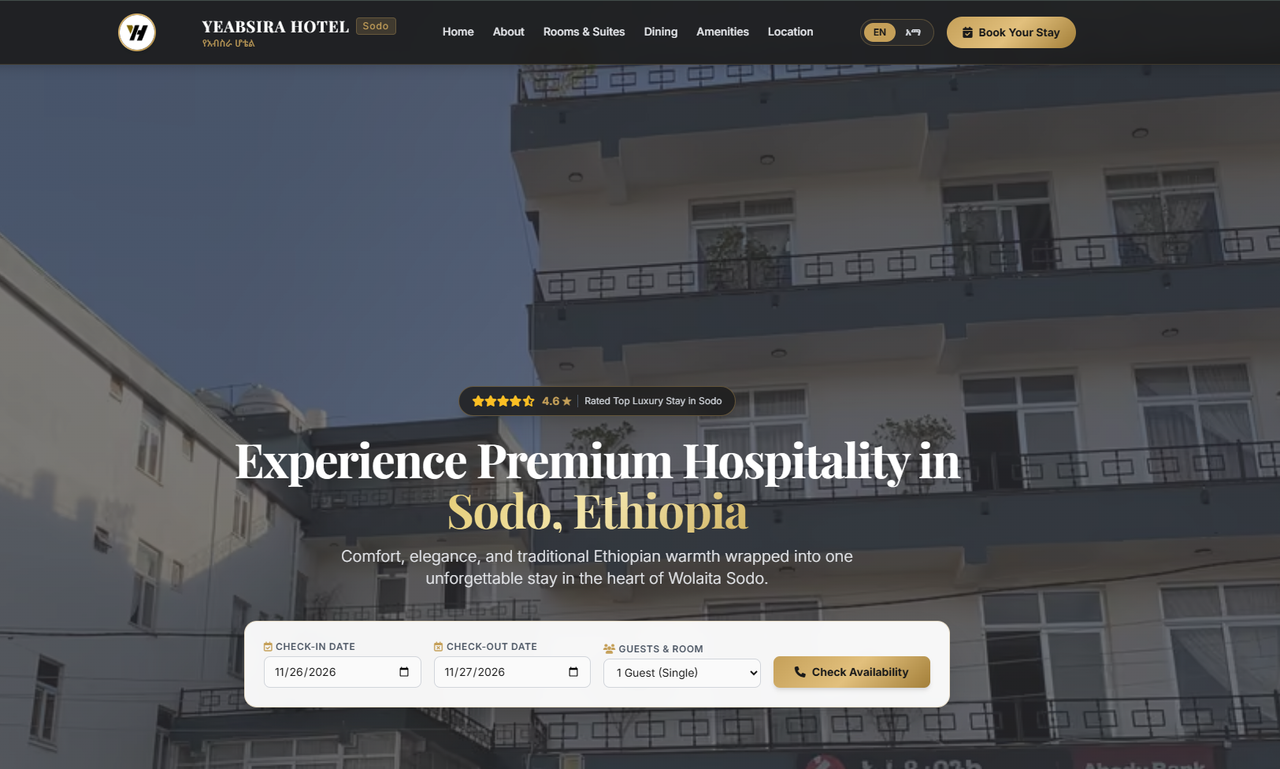 YEABSIRA HOTEL Sodo
የአብስራ ሆቴል
Home About Rooms & Suites Dining Amenities Location
EN አማ
Book Your Stay
4.6 ★ Rated Top Luxury Stay in Sodo
Experience Premium Hospitality in
Sodo, Ethiopia
Comfort, elegance, and traditional Ethiopian warmth wrapped into one
unforgettable stay in the heart of Wolaita Sodo.
CHECK-IN DATE CHECK-OUT DATE GUESTS & ROOM
11/26/2026 11/27/2026 1 Guest (Single) Check Availability
Bank